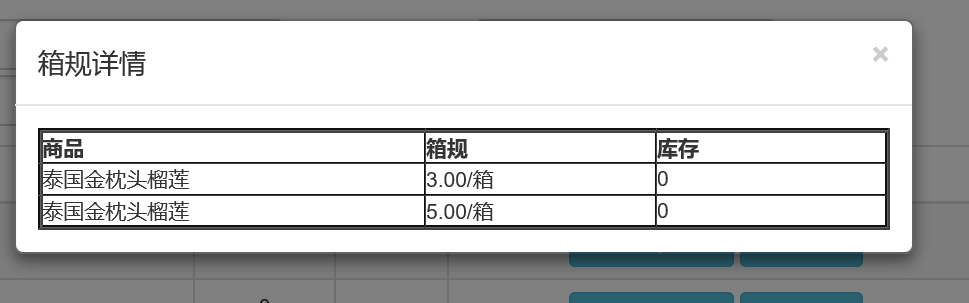 箱规详情
×
商品 箱规 库存
泰国金枕头榴莲 3.00/箱 0
泰国金枕头榴莲 5.00/箱 0